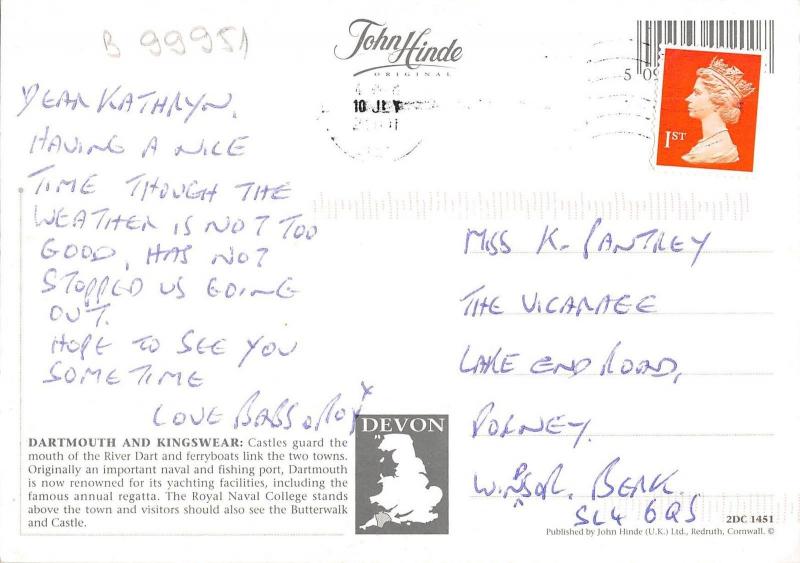 B 99951
John Hinde
ORIGINAL
10 JLY
5 09
1ST
DEAR KATHRYN,
HAVING A NICE
TIME THOUGH THE
WEATHER IS NOT TOO
GOOD, HAS NOT
STOPPED US GOING
OUT.
HOPE TO SEE YOU
SOMETIME
LOVE BABS & ROY
MISS K. PANTREY
THE VICARAGE
LAKE END ROAD,
DORNEY.
WINDSOR, BERK.
SL4 6QS
DEVON
DARTMOUTH AND KINGSWEAR: Castles guard the
mouth of the River Dart and ferryboats link the two towns.
Originally an important naval and fishing port, Dartmouth
is now renowned for its yachting facilities, including the
famous annual regatta. The Royal Naval College stands
above the town and visitors should also see the Butterwalk
and Castle.
2DC 1451
Published by John Hinde (U.K.) Ltd., Redruth, Cornwall. ©